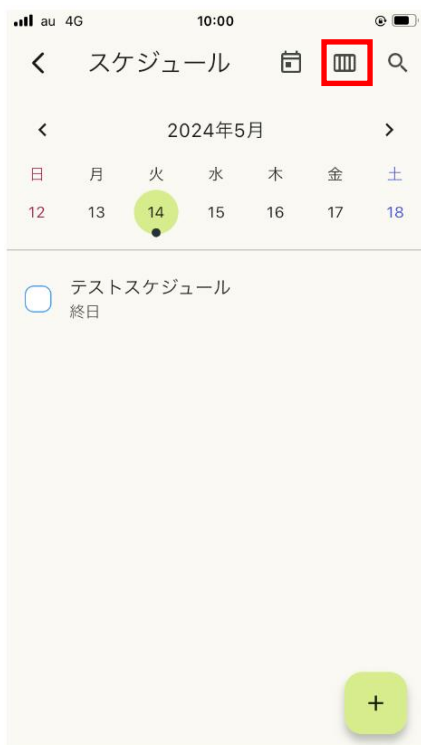 au 4G 10:00
スケジュール
2024年5月
日 月 火 水 木 金 土
12 13 14 15 16 17 18
テストスケジュール
終日
+